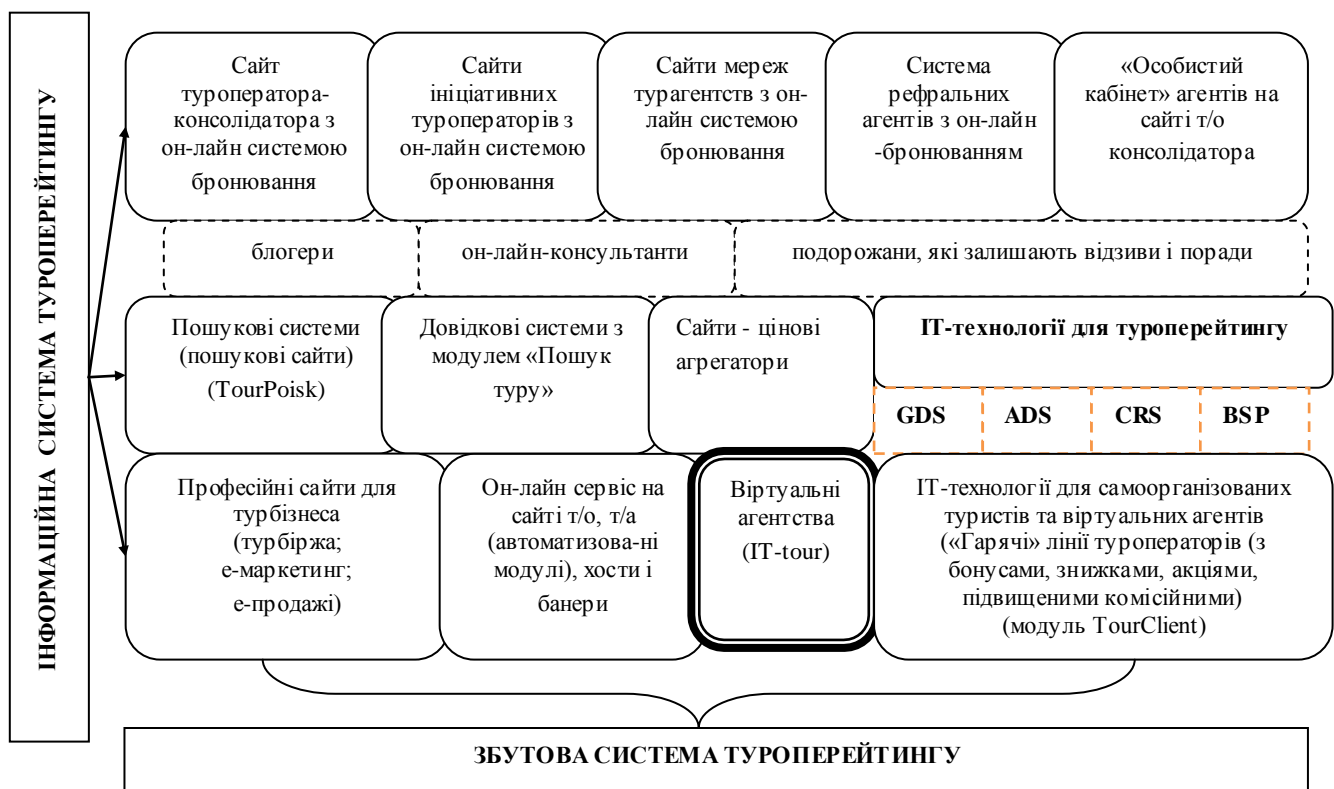 ІНФОРМАЦІЙНА СИСТЕМА ТУРОПЕРЕЙТИНГУ
Сайт
туроператора-
консолідатора з
он-лайн системою
бронювання
Сайти
ініціативних
туроператорів з
он-лайн системою
бронювання
Сайти мереж
турагентств з он-
лайн системою
бронювання
Система
рефральних
агентів з он-лайн
-бронюванням
«Особистий
кабінет» агентів на
сайті т/о
консолідатора
блогери
он-лайн-консультанти
подорожани, які залишають відзиви і поради
Пошукові системи
(пошукові сайти)
(TourPoisk)
Довідкові системи з
модулем «Пошук
туру»
Сайти - цінові
агрегатори
ІТ-технології для туроперейтингу
GDS
ADS
CRS
BSP
Професійні сайти для
турбізнеса
(турбіржа;
е-маркетинг;
е-продажі)
Он-лайн сервіс на
сайті т/о, т/а
(автоматизова-ні
модулі), хости і
банери
Віртуальні
агентства
(IT-tour)
ІТ-технології для самоорганізованих
туристів та віртуальних агентів
(«Гарячі» лінії туроператорів (з
бонусами, знижками, акціями,
підвищеними комісійними)
(модуль TourClient)
ЗБУТОВА СИСТЕМА ТУРОПЕРЕЙТИНГУ